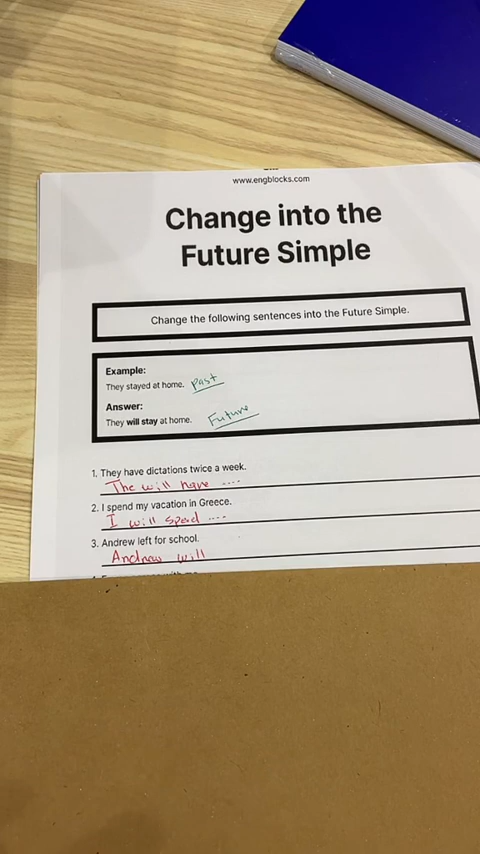 www.engblocks.com
Change into the
Future Simple
Change the following sentences into the Future Simple.
Example:
They stayed at home. Past
Answer:
They will stay at home. Future
1. They have dictations twice a week.
The will have ....
2. I spend my vacation in Greece.
I will spend ....
3. Andrew left for school.
Andrew will